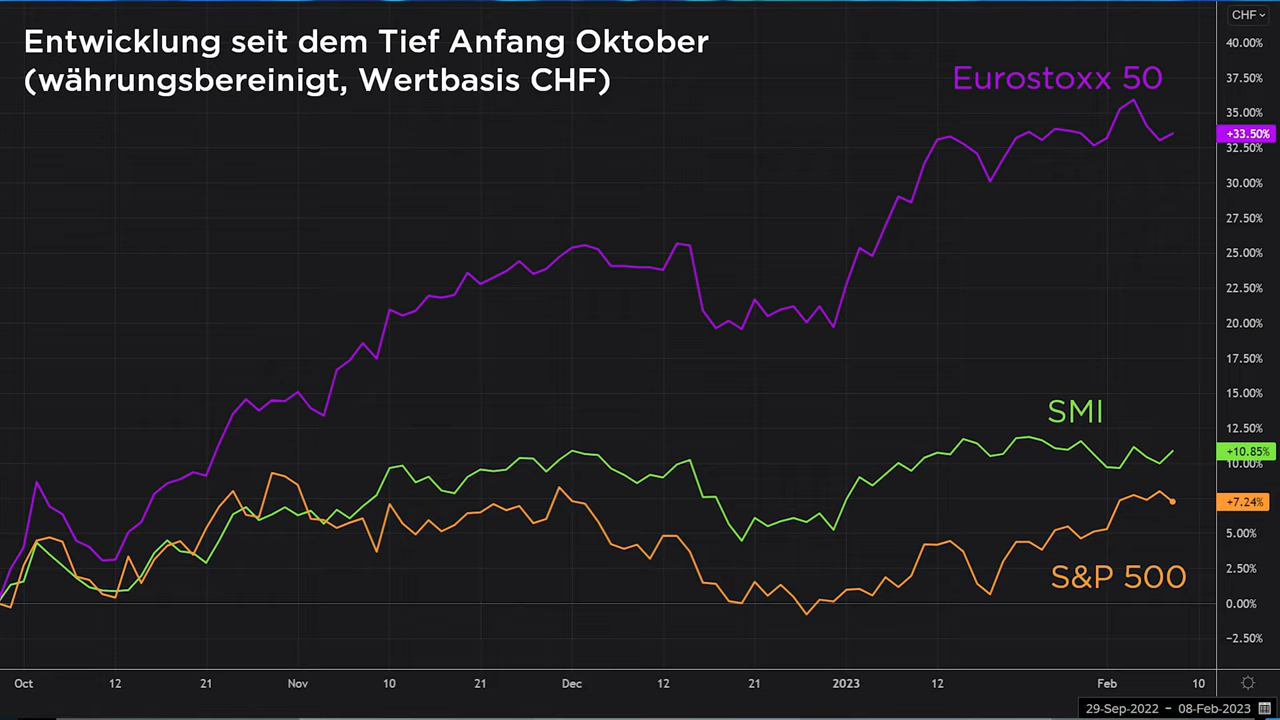 Entwicklung seit dem Tief Anfang Oktober
(währungsbereinigt, Wertbasis CHF)
CHF
40.00%
Eurostoxx 50
37.50%
35.00%
+33.50%
32.50%
30.00%
27.50%
25.00%
22.50%
20.00%
17.50%
15.00%
SMI
12.50%
+10.85%
10.00%
+7.24%
5.00%
S&P 500
2.50%
0.00%
−2.50%
Oct 12 21 Nov 10 21 Dec 12 21 2023 12 Feb 10
29-Sep-2022 – 08-Feb-2023